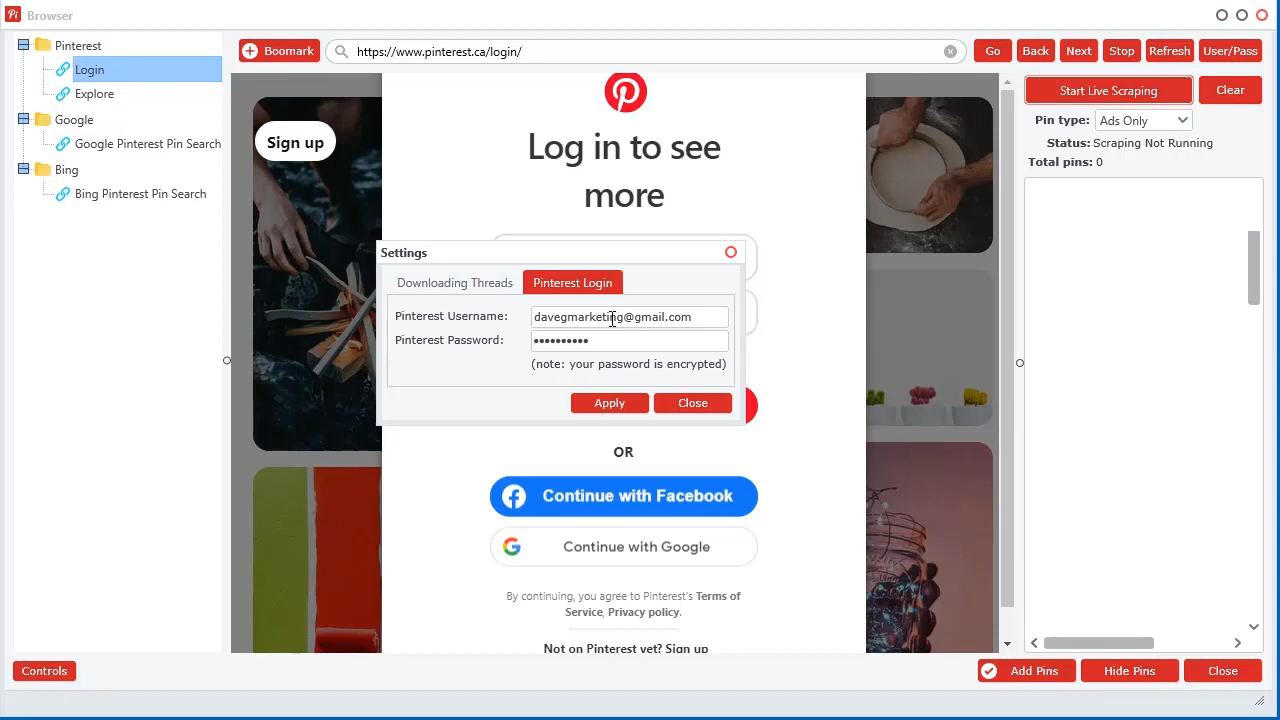 Browser
Boomark
https://www.pinterest.ca/login/
Go
Back
Next
Stop
Refresh
User/Pass
Pinterest
Login
Explore
Google
Google Pinterest Pin Search
Bing
Bing Pinterest Pin Search
Sign up
Log in to see
more
Settings
Downloading Threads
Pinterest Login
Pinterest Username:
davegmarketing@gmail.com
Pinterest Password:
••••••••••
(note: your password is encrypted)
Apply
Close
OR
Continue with Facebook
Continue with Google
By continuing, you agree to Pinterest's Terms of
Service, Privacy policy.
Not on Pinterest yet? Sign up
Start Live Scraping
Clear
Pin type:
Ads Only
Status: Scraping Not Running
Total pins: 0
Controls
Add Pins
Hide Pins
Close